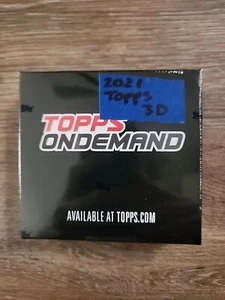 2021
TOPPS
3D
TOPPS
ONDEMAND
AVAILABLE AT TOPPS.COM